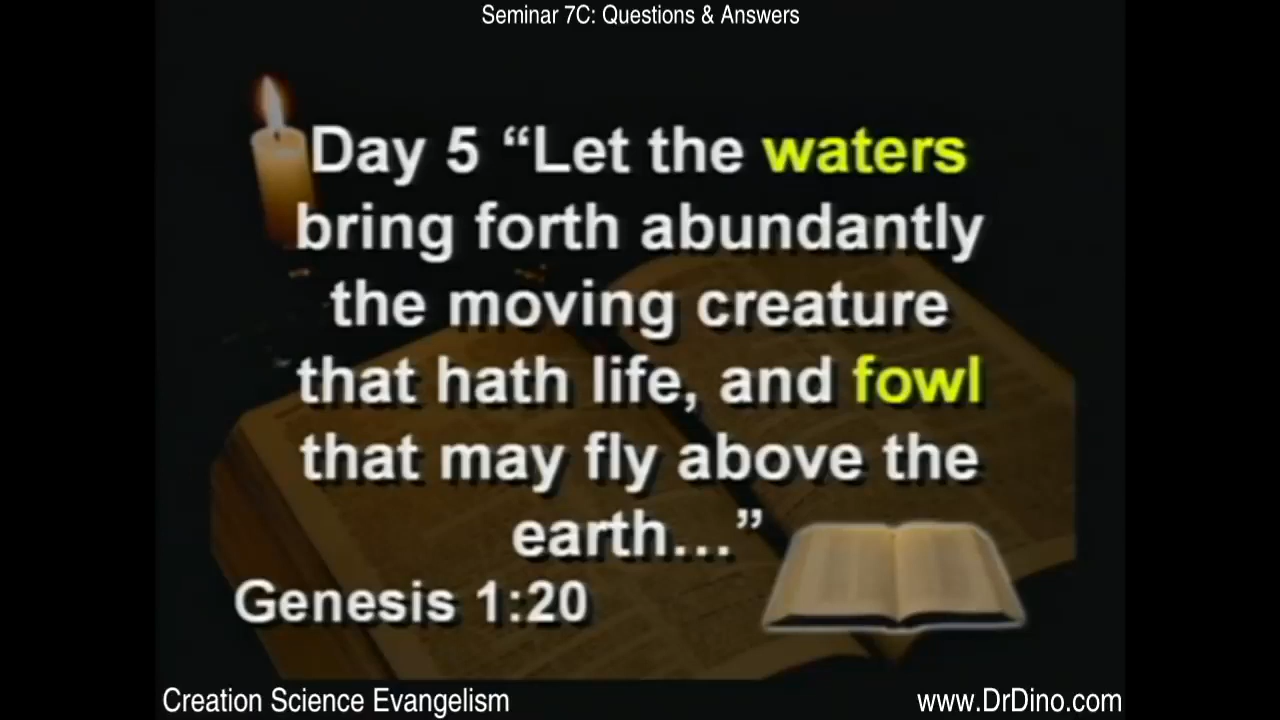 Seminar 7C: Questions & Answers
Day 5 “Let the waters
bring forth abundantly
the moving creature
that hath life, and fowl
that may fly above the
earth...”
Genesis 1:20
Creation Science Evangelism
www.DrDino.com